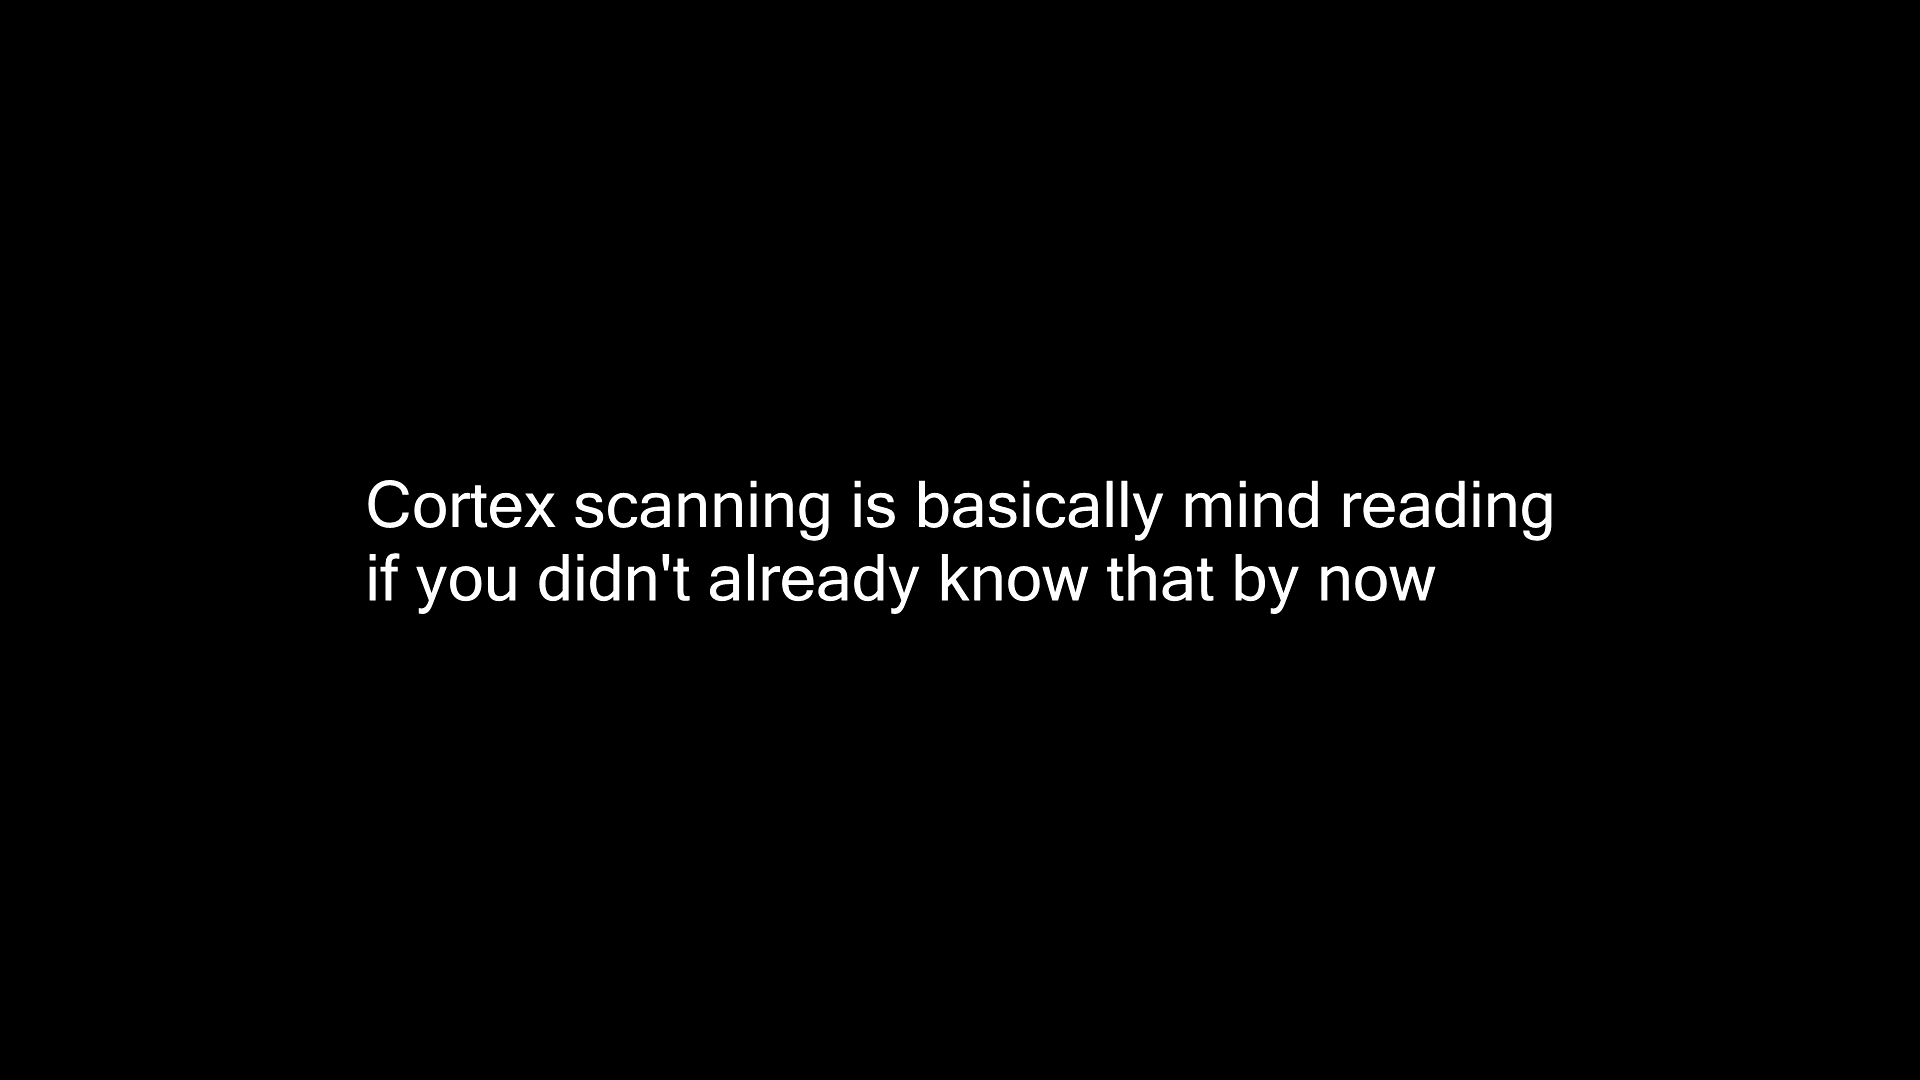 Cortex scanning is basically mind reading
if you didn't already know that by now